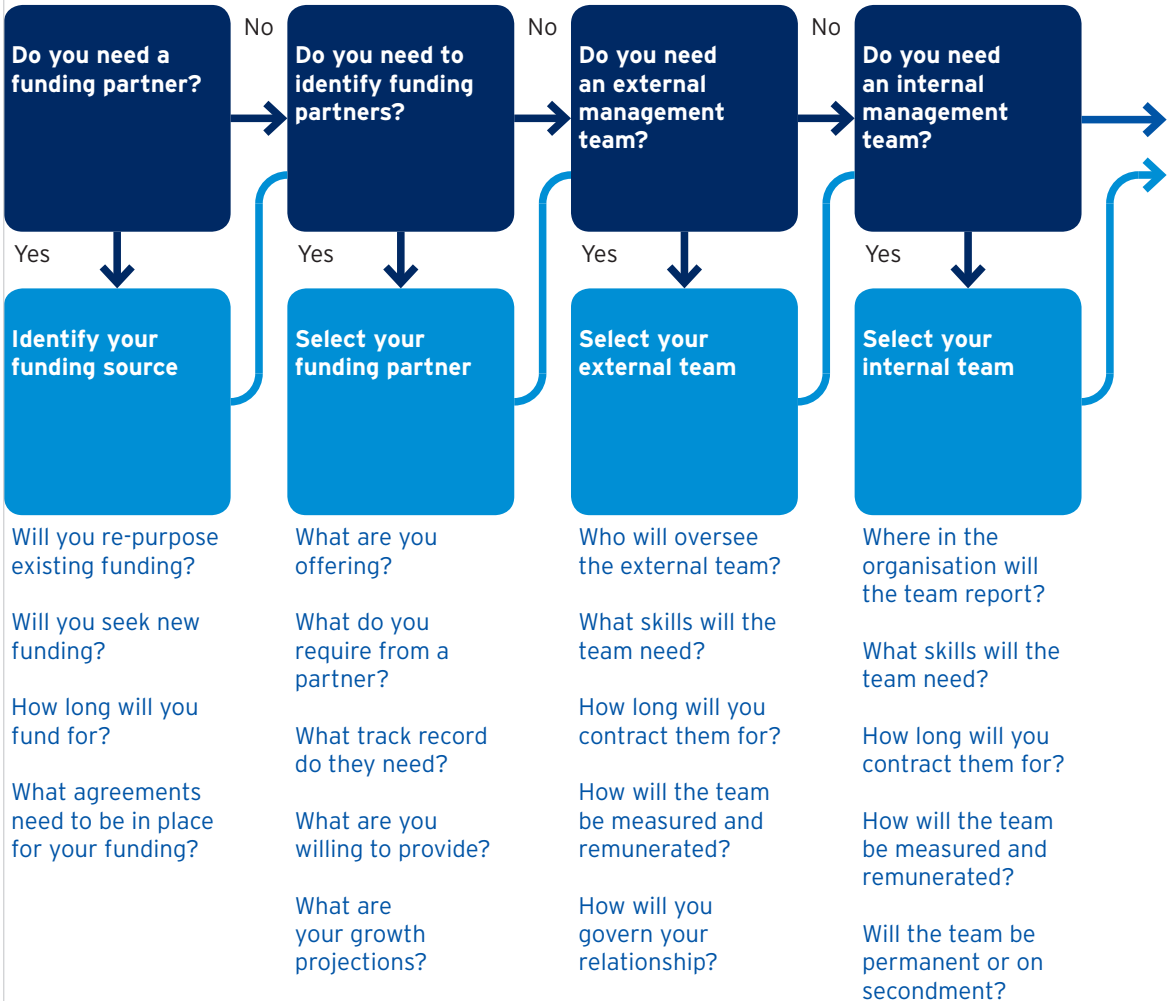 No
No
No
Do you need a
funding partner?
Do you need to
identify funding
partners?
Do you need
an external
management
team?
Do you need
an internal
management
team?
Yes
Yes
Yes
Yes
Identify your
funding source
Select your
funding partner
Select your
external team
Select your
internal team
Will you re-purpose
existing funding?
Will you seek new
funding?
How long will you
fund for?
What agreements
need to be in place
for your funding?
What are you
offering?
What do you
require from a
partner?
What track record
do they need?
What are you
willing to provide?
What are
your growth
projections?
Who will oversee
the external team?
What skills will the
team need?
How long will you
contract them for?
How will the team
be measured and
remunerated?
How will you
govern your
relationship?
Where in the
organisation will
the team report?
What skills will the
team need?
How long will you
contract them for?
How will the team
be measured and
remunerated?
Will the team be
permanent or on
secondment?